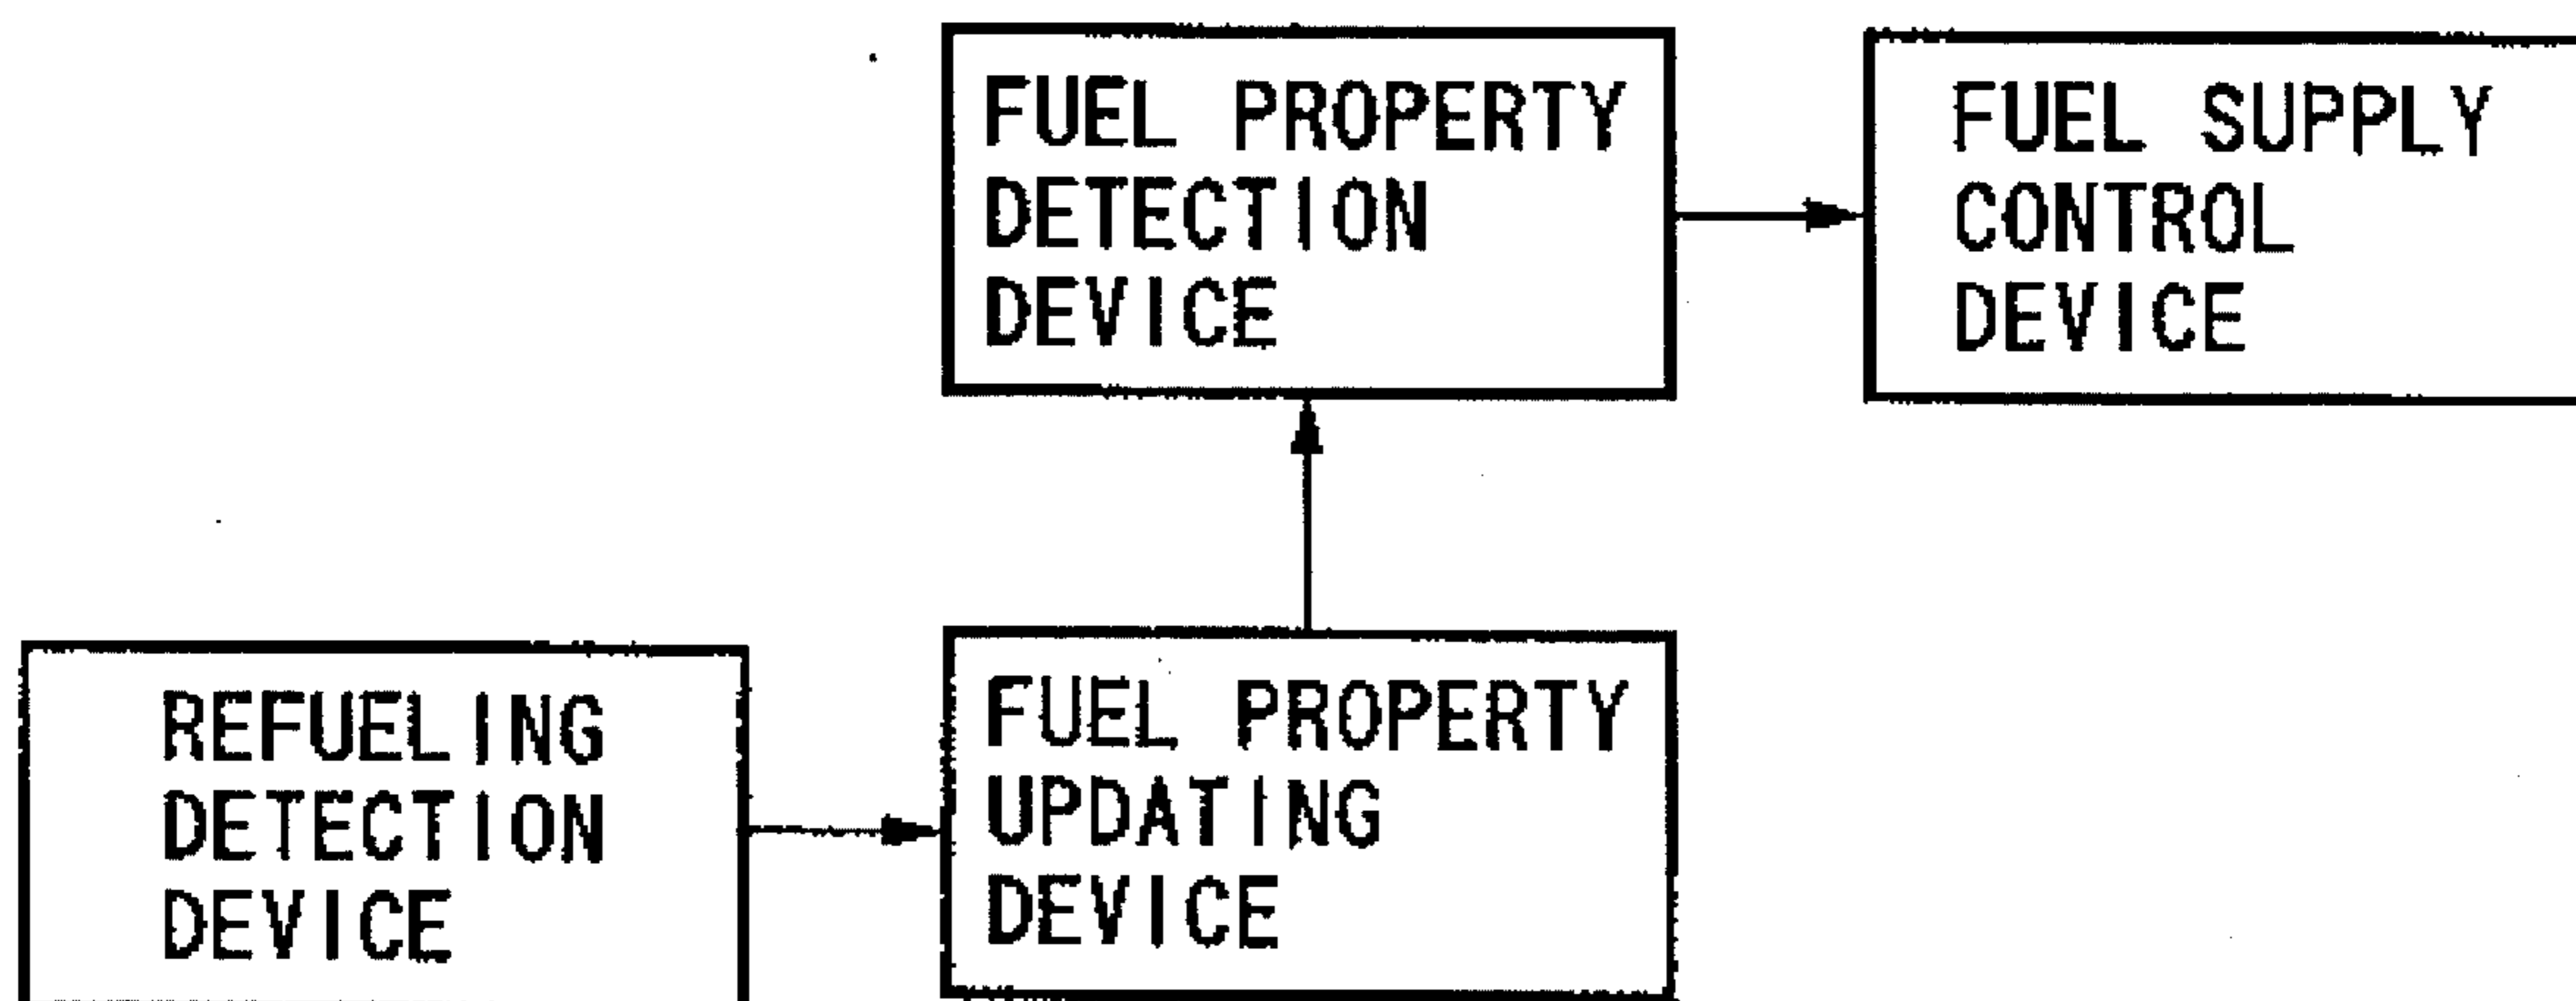 FUEL PROPERTY
DETECTION
DEVICE
FUEL SUPPLY
CONTROL
DEVICE
REFUELING
DETECTION
DEVICE
FUEL PROPERTY
UPDATING
DEVICE